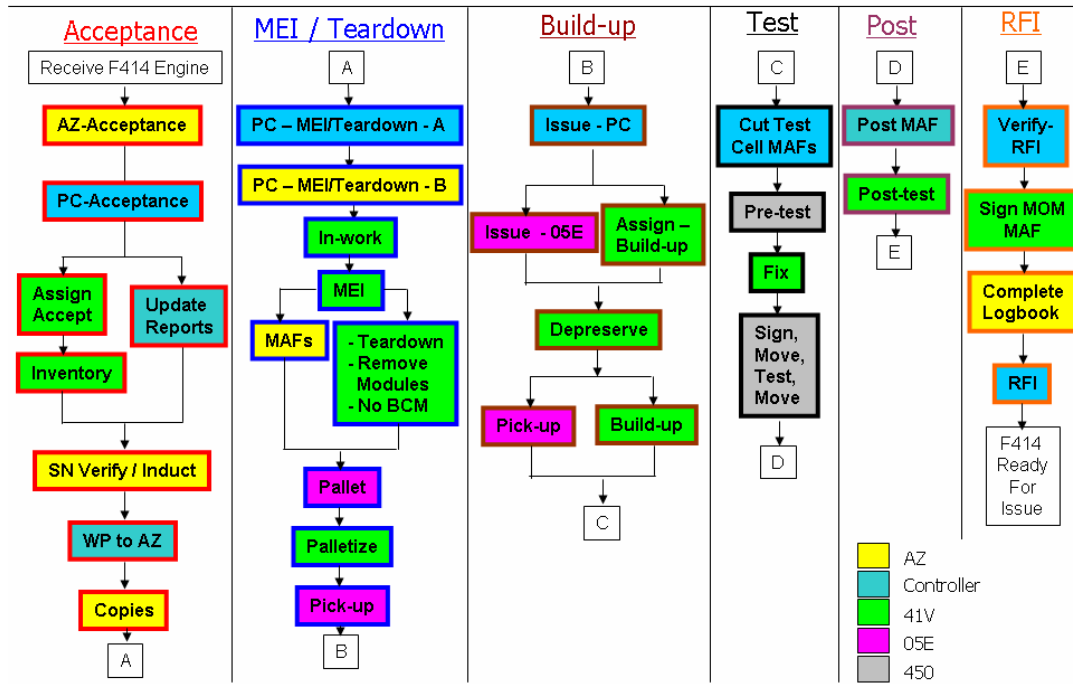 Acceptance
Receive F414 Engine
AZ-Acceptance
PC-Acceptance
Assign
Accept
Update
Reports
Inventory
SN Verify / Induct
WP to AZ
Copies
A
MEI / Teardown
A
PC – MEI/Teardown - A
PC – MEI/Teardown - B
In-work
MEI
MAFs
- Teardown
- Remove
Modules
- No BCM
Pallet
Palletize
Pick-up
B
Build-up
B
Issue - PC
Issue - 05E
Assign –
Build-up
Depreserve
Pick-up
Build-up
C
Test
C
Cut Test
Cell MAFs
Pre-test
Fix
Sign,
Move,
Test,
Move
D
Post
D
Post MAF
Post-test
E
RFI
E
Verify-
RFI
Sign MOM
MAF
Complete
Logbook
RFI
F414
Ready
For
Issue
AZ
Controller
41V
05E
450